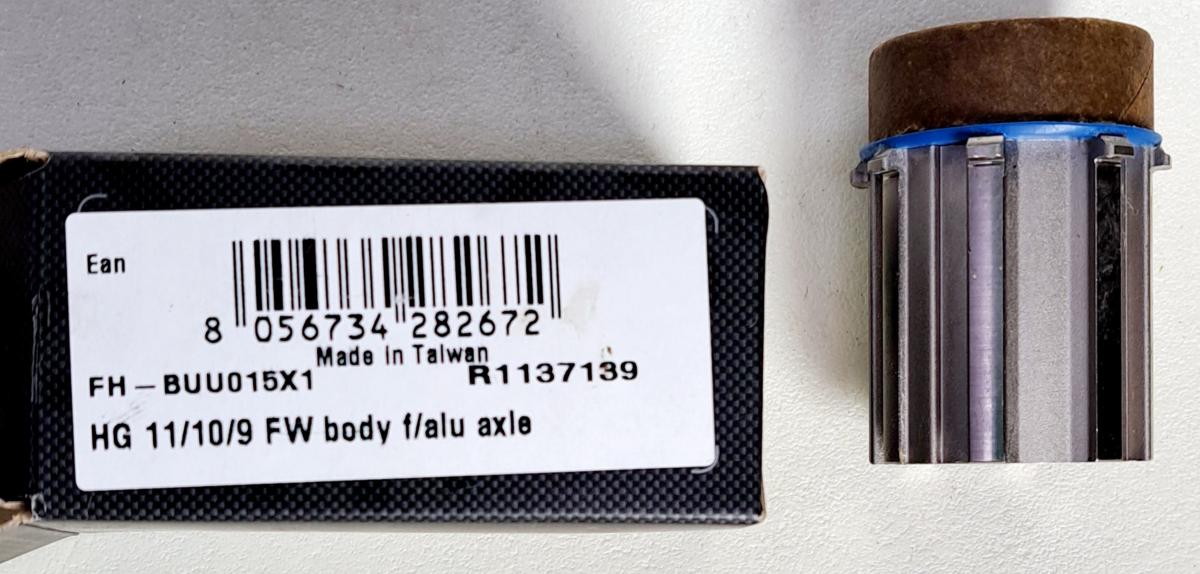 Ean
8 056734 282672
Made in Taiwan
FH-BUU015X1 R1137139
HG 11/10/9 FW body f/alu axle